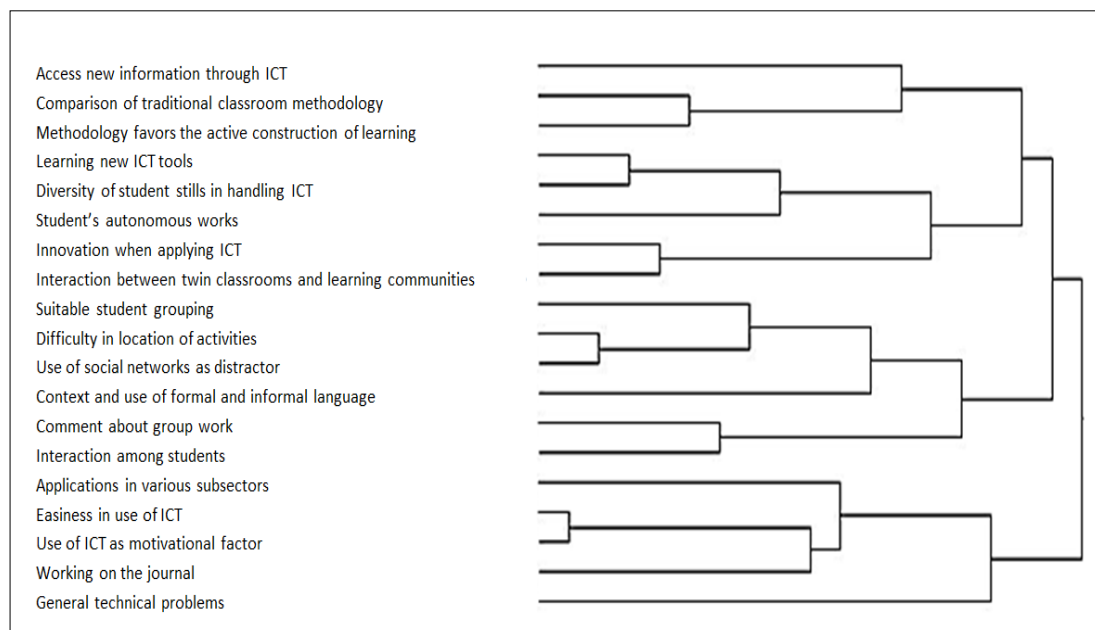 Access new information through ICT
Comparison of traditional classroom methodology
Methodology favors the active construction of learning
Learning new ICT tools
Diversity of student stills in handling ICT
Student's autonomous works
Innovation when applying ICT
Interaction between twin classrooms and learning communities
Suitable student grouping
Difficulty in location of activities
Use of social networks as distractor
Context and use of formal and informal language
Comment about group work
Interaction among students
Applications in various subsectors
Easiness in use of ICT
Use of ICT as motivational factor
Working on the journal
General technical problems